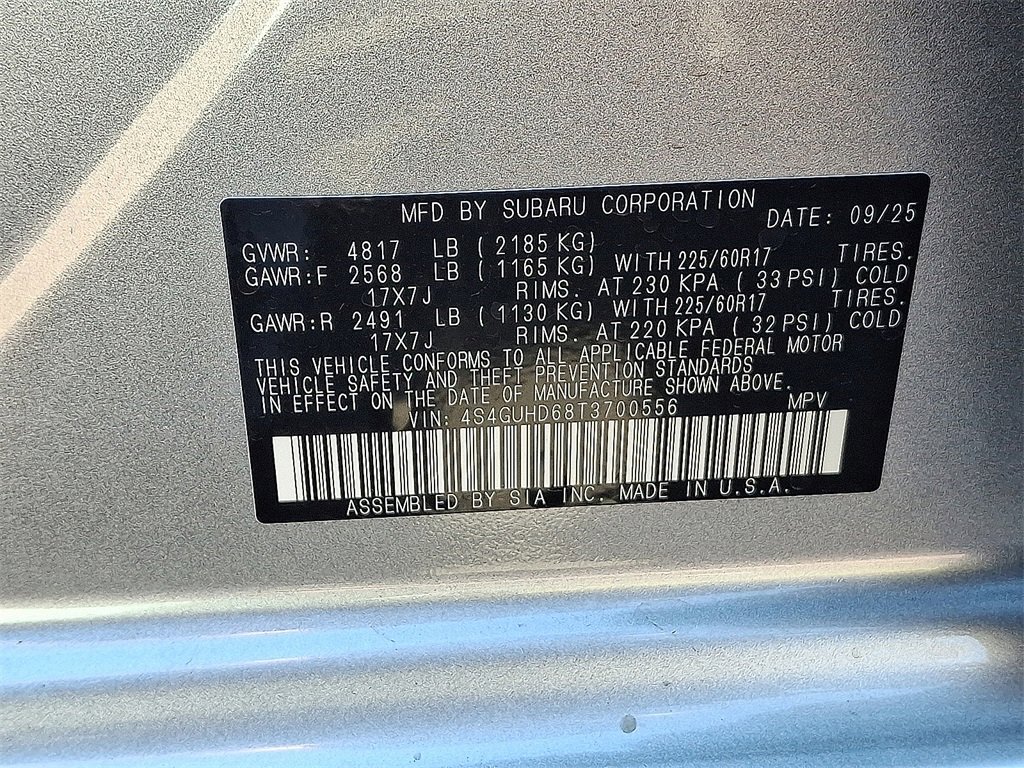 MFD BY SUBARU CORPORATION DATE: 09/25
GVWR: 4817 LB ( 2185 KG)
GAWR:F 2568 LB ( 1165 KG) WITH 225/60R17 TIRES.
17X7J RIMS. AT 230 KPA ( 33 PSI) COLD
GAWR:R 2491 LB ( 1130 KG) WITH 225/60R17 TIRES.
17X7J RIMS. AT 220 KPA ( 32 PSI) COLD
THIS VEHICLE CONFORMS TO ALL APPLICABLE FEDERAL MOTOR
VEHICLE SAFETY AND THEFT PREVENTION STANDARDS
IN EFFECT ON THE DATE OF MANUFACTURE SHOWN ABOVE.
VIN: 4S4GUHD68T3700556 MPV
ASSEMBLED BY SIA INC. MADE IN U.S.A.